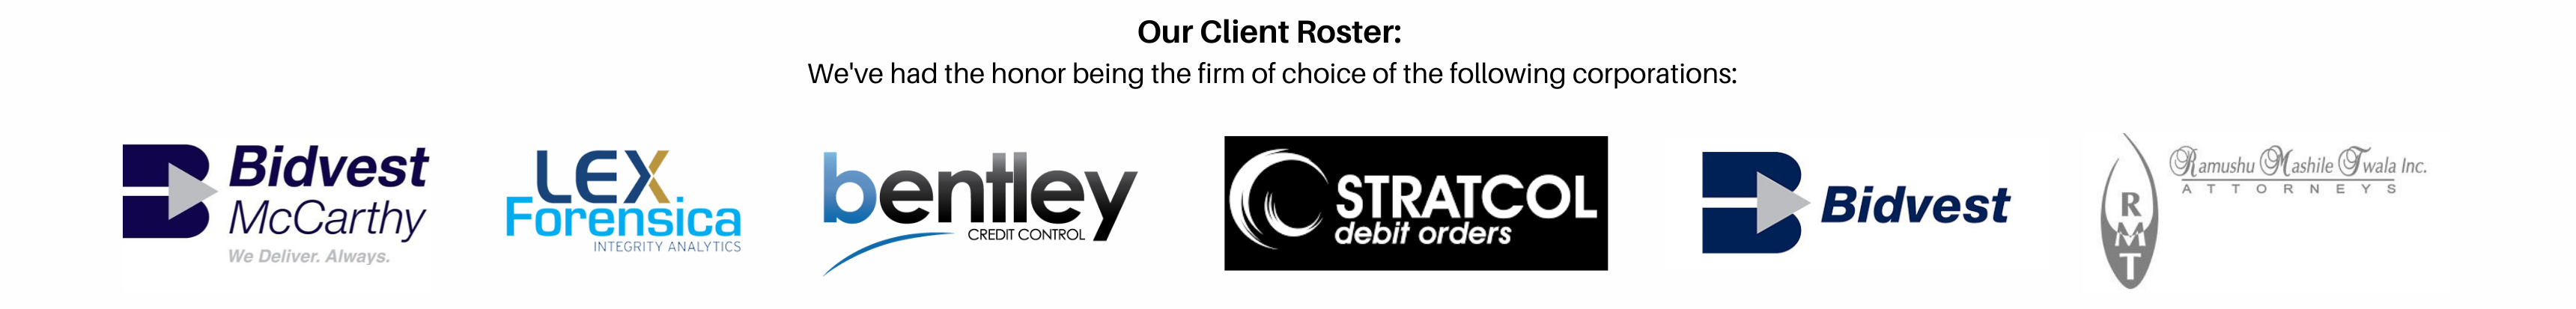 Our Client Roster:
We've had the honor being the firm of choice of the following corporations:
Bidvest
McCarthy
We Deliver. Always.
LEX
Forensica
INTEGRITY ANALYTICS
bentley
CREDIT CONTROL
STRATCOL
debit orders
Bidvest
RMT
Ramushu Mashile Twala Inc.
ATTORNEYS